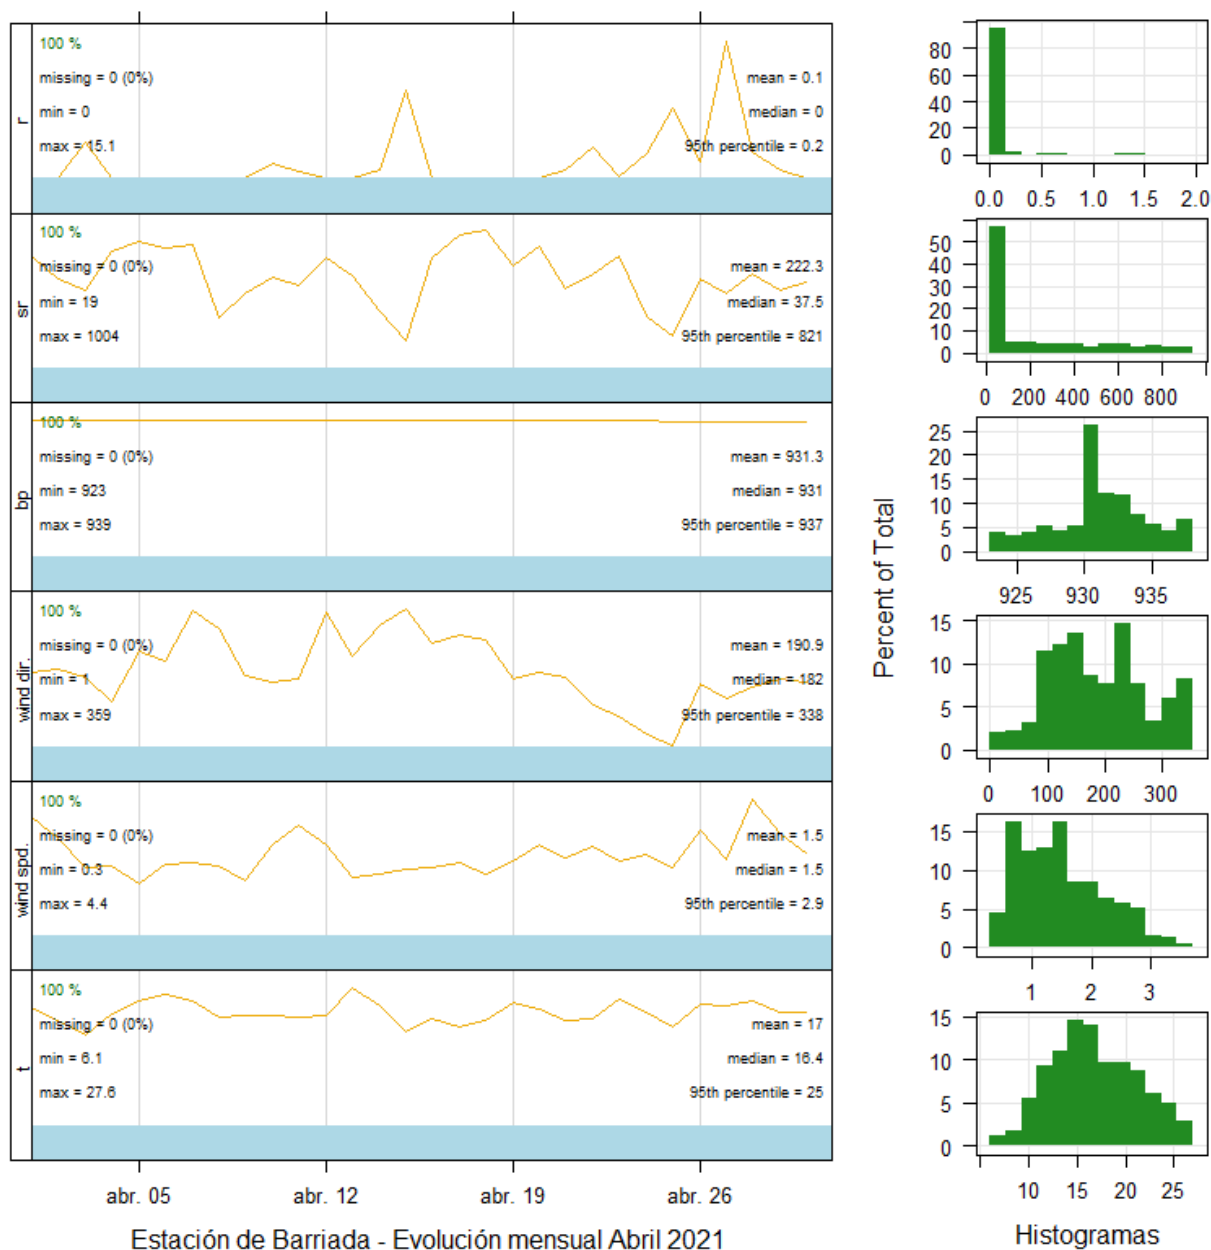 r
100 %
missing = 0 (0%)
min = 0
max = 15.1
mean = 0.1
median = 0
95th percentile = 0.2
sr
100 %
missing = 0 (0%)
min = 19
max = 1004
mean = 222.3
median = 37.5
95th percentile = 821
bp
100 %
missing = 0 (0%)
min = 923
max = 939
mean = 931.3
median = 931
95th percentile = 937
wind dir.
100 %
missing = 0 (0%)
min = 1
max = 359
mean = 190.9
median = 182
95th percentile = 338
wind spd.
100 %
missing = 0 (0%)
min = 0.3
max = 4.4
mean = 1.5
median = 1.5
95th percentile = 2.9
t
100 %
missing = 0 (0%)
min = 6.1
max = 27.6
mean = 17
median = 16.4
95th percentile = 25
abr. 05 abr. 12 abr. 19 abr. 26
Estación de Barriada - Evolución mensual Abril 2021
Percent of Total
80
60
40
20
0
0.0 0.5 1.0 1.5 2.0
50
40
30
20
10
0
0 200 400 600 800
25
20
15
10
5
0
925 930 935
15
10
5
0
0 100 200 300
15
10
5
0
1 2 3
15
10
5
0
10 15 20 25
Histogramas